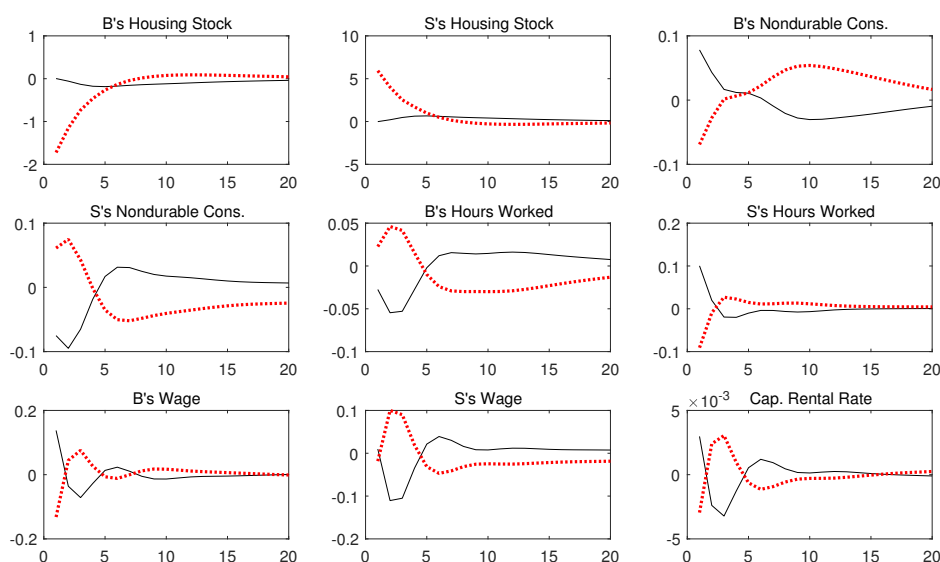 B's Housing Stock
1
0
-1
-2
0 5 10 15 20
S's Housing Stock
10
5
0
-5
0 5 10 15 20
B's Nondurable Cons.
0.1
0
-0.1
0 5 10 15 20
S's Nondurable Cons.
0.1
0
-0.1
0 5 10 15 20
B's Hours Worked
0.05
0
-0.05
-0.1
0 5 10 15 20
S's Hours Worked
0.2
0.1
0
-0.1
0 5 10 15 20
B's Wage
0.2
0
-0.2
0 5 10 15 20
S's Wage
0.1
0
-0.1
-0.2
0 5 10 15 20
Cap. Rental Rate
×10⁻³
5
0
-5
0 5 10 15 20